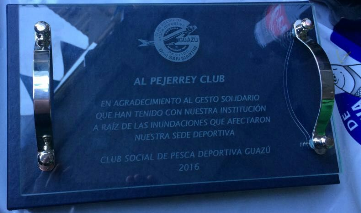 AL PEJERREY CLUB
EN AGRADECIMIENTO AL GESTO SOLIDARIO
QUE HAN TENIDO CON NUESTRA INSTITUCIÓN
A RAÍZ DE LAS INUNDACIONES QUE AFECTARON
NUESTRA SEDE DEPORTIVA
CLUB SOCIAL DE PESCA DEPORTIVA GUAZÚ
2016
DE